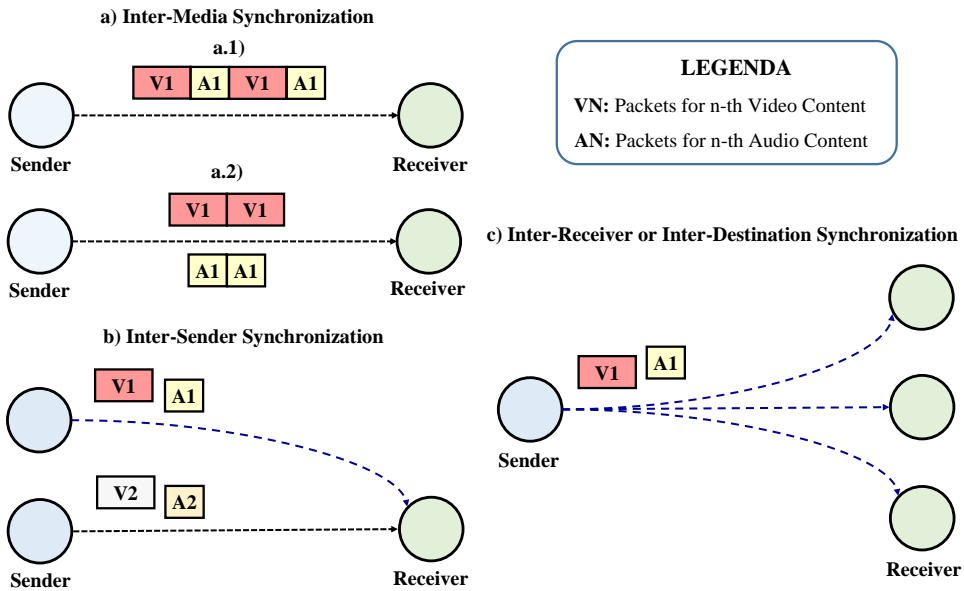 a) Inter-Media Synchronization
a.1)
V1 A1 V1 A1
Sender
Receiver
a.2)
V1 V1
A1 A1
Sender
Receiver
LEGENDA
VN: Packets for n-th Video Content
AN: Packets for n-th Audio Content
b) Inter-Sender Synchronization
V1
A1
Sender
V2
A2
Sender
Receiver
c) Inter-Receiver or Inter-Destination Synchronization
V1
A1
Sender
Receiver